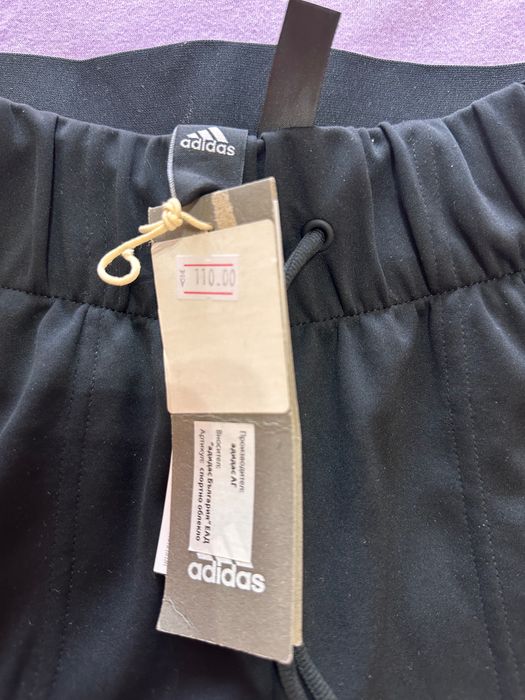 adidas
110.00
Производител:
адидас АГ
Вносител:
"адидас България" ЕАД
Артикул: спортно облекло
adidas